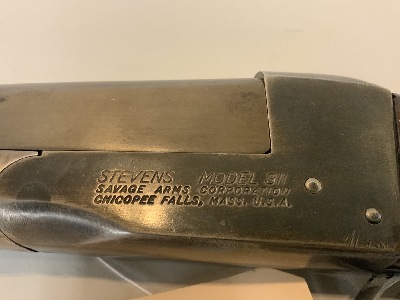 STEVENS MODEL 311
SAVAGE ARMS CORPORATION
CHICOPEE FALLS, MASS. U.S.A.